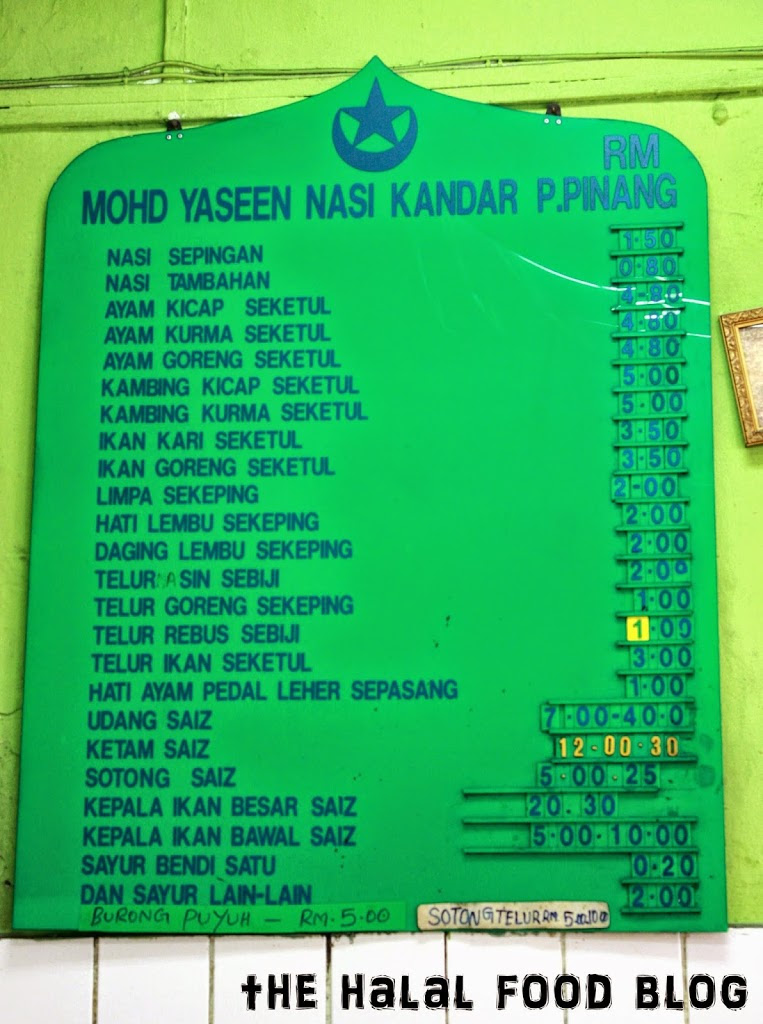 RM
MOHD YASEEN NASI KANDAR P.PINANG
NASI SEPINGAN 1.50
NASI TAMBAHAN 0.80
AYAM KICAP SEKETUL 4-80
AYAM KURMA SEKETUL 4.80
AYAM GORENG SEKETUL 4.80
KAMBING KICAP SEKETUL 5.00
KAMBING KURMA SEKETUL 5.00
IKAN KARI SEKETUL 3.50
IKAN GORENG SEKETUL 3.50
LIMPA SEKEPING 2-00
HATI LEMBU SEKEPING 2.00
DAGING LEMBU SEKEPING 2.00
TELUR MASIN SEBIJI 2.00
TELUR GORENG SEKEPING 1.00
TELUR REBUS SEBIJI 1.00
TELUR IKAN SEKETUL 3.00
HATI AYAM PEDAL LEHER SEPASANG 1.00
UDANG SAIZ 7.00-40.0
KETAM SAIZ 12.00.30
SOTONG SAIZ 5.00.25
KEPALA IKAN BESAR SAIZ 20.30
KEPALA IKAN BAWAL SAIZ 5.00-10.00
SAYUR BENDI SATU 0.20
DAN SAYUR LAIN-LAIN 2.00
BURONG PUYUH — RM.5.00 SOTONG TELUR RM 5.00
THE HALAL FOOD BLOG